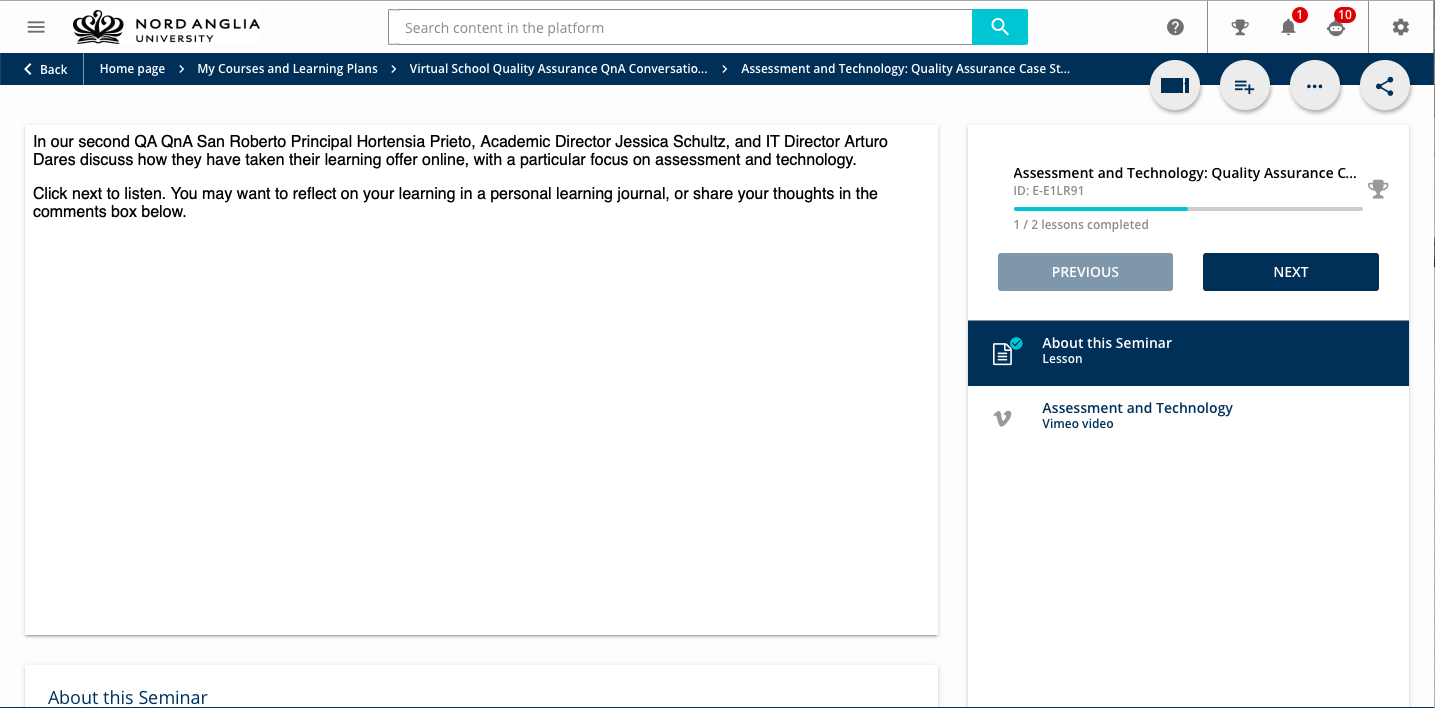 NORD ANGLIA
UNIVERSITY
Search content in the platform
1
10
Back
Home page
My Courses and Learning Plans
Virtual School Quality Assurance QnA Conversatio...
Assessment and Technology: Quality Assurance Case St...
In our second QA QnA San Roberto Principal Hortensia Prieto, Academic Director Jessica Schultz, and IT Director Arturo
Dares discuss how they have taken their learning offer online, with a particular focus on assessment and technology.
Click next to listen. You may want to reflect on your learning in a personal learning journal, or share your thoughts in the
comments box below.
Assessment and Technology: Quality Assurance C...
ID: E-E1LR91
1 / 2 lessons completed
PREVIOUS
NEXT
About this Seminar
Lesson
Assessment and Technology
Vimeo video
About this Seminar